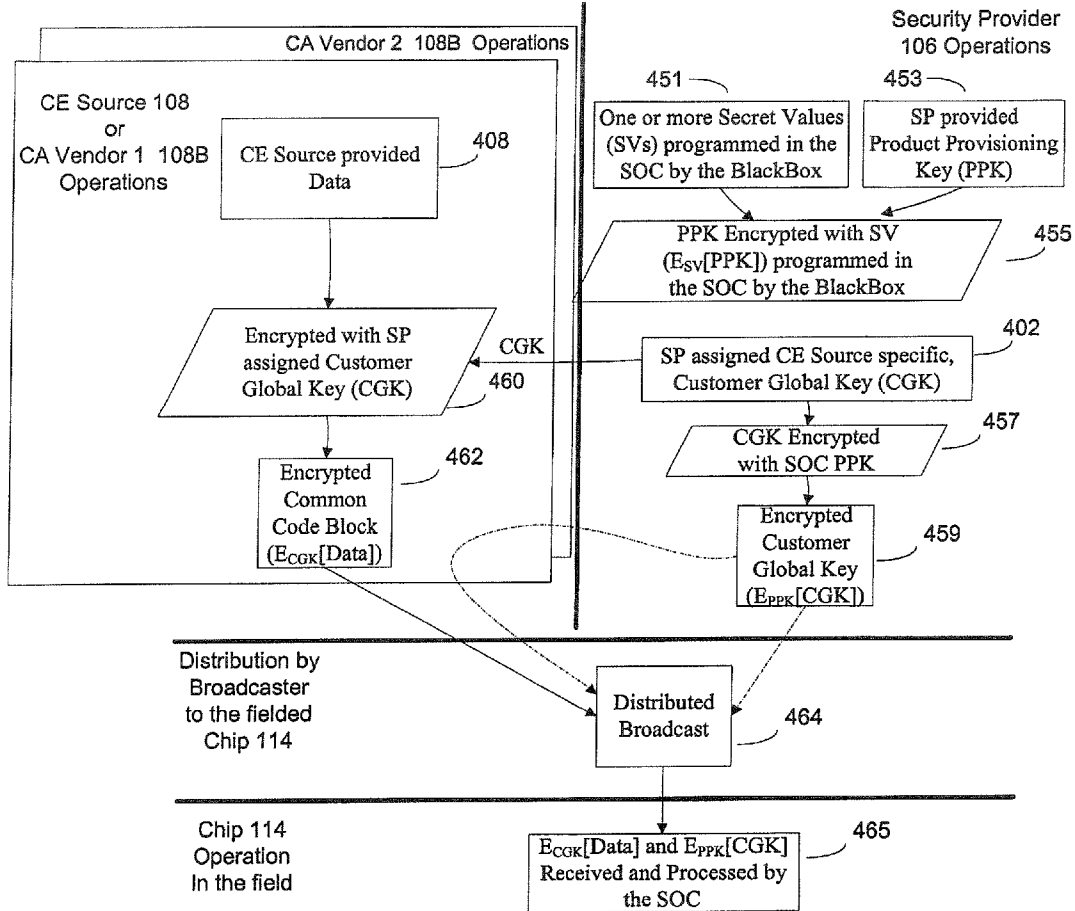 CA Vendor 2 108B Operations
CE Source 108
or
CA Vendor 1 108B
Operations
CE Source provided
Data
408
Encrypted with SP
assigned Customer
Global Key (CGK)
460
CGK
Encrypted
Common
Code Block
(ECGK[Data])
462
Security Provider
106 Operations
451
453
One or more Secret Values
(SVs) programmed in the
SOC by the BlackBox
SP provided
Product Provisioning
Key (PPK)
PPK Encrypted with SV
(ESV[PPK]) programmed in
the SOC by the BlackBox
455
402
SP assigned CE Source specific,
Customer Global Key (CGK)
CGK Encrypted
with SOC PPK
457
Encrypted
Customer
Global Key
(EPPK[CGK])
459
Distribution by
Broadcaster
to the fielded
Chip 114
Distributed
Broadcast
464
Chip 114
Operation
In the field
ECGK[Data] and EPPK[CGK]
Received and Processed by
the SOC
465